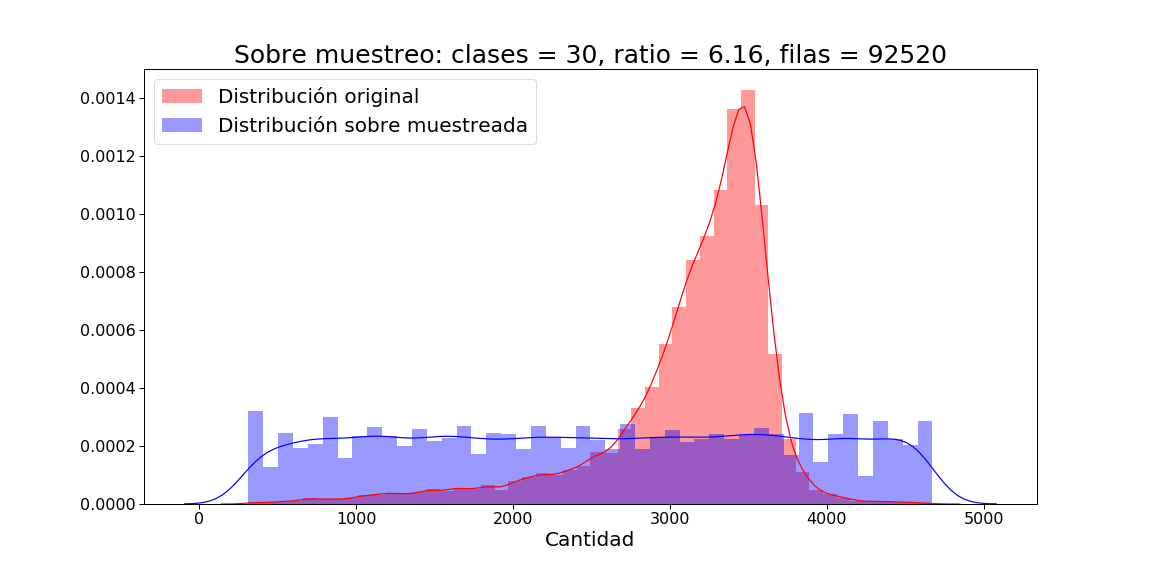 Sobre muestreo: clases = 30, ratio = 6.16, filas = 92520
Distribución original
Distribución sobre muestreada
0.0014
0.0012
0.0010
0.0008
0.0006
0.0004
0.0002
0.0000
0 1000 2000 3000 4000 5000
Cantidad